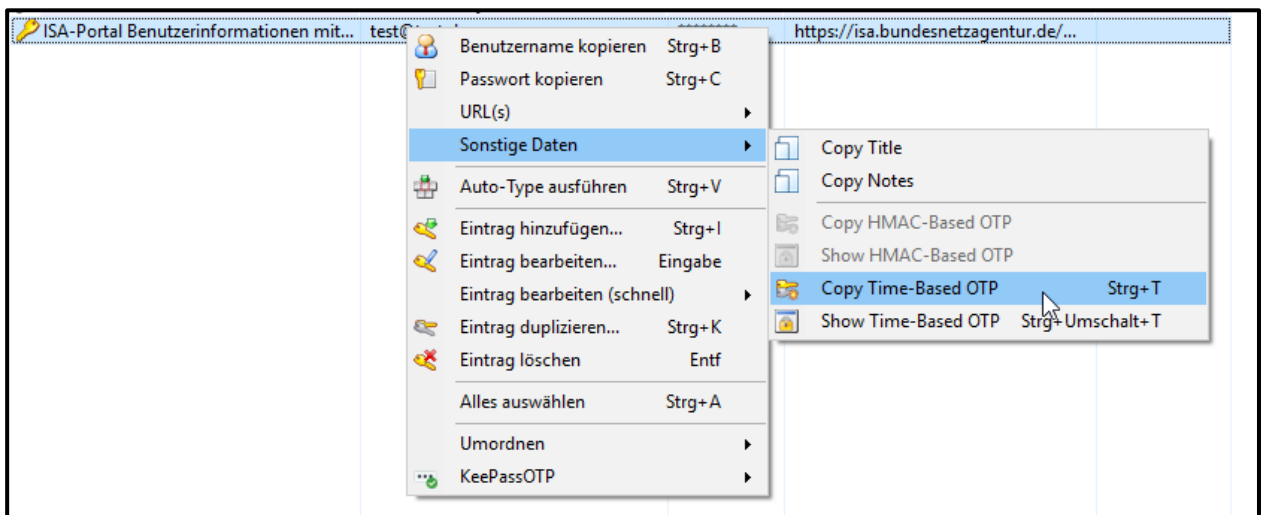 ISA-Portal Benutzerinformationen mit... ******** https://isa.bundesnetzagentur.de/...
Benutzername kopieren Strg+B
Passwort kopieren Strg+C
URL(s)
Sonstige Daten
Auto-Type ausführen Strg+V
Eintrag hinzufügen... Strg+I
Eintrag bearbeiten... Eingabe
Eintrag bearbeiten (schnell)
Eintrag duplizieren... Strg+K
Eintrag löschen Entf
Alles auswählen Strg+A
Umordnen
KeePassOTP
Copy Title
Copy Notes
Copy HMAC-Based OTP
Show HMAC-Based OTP
Copy Time-Based OTP Strg+T
Show Time-Based OTP Strg+Umschalt+T